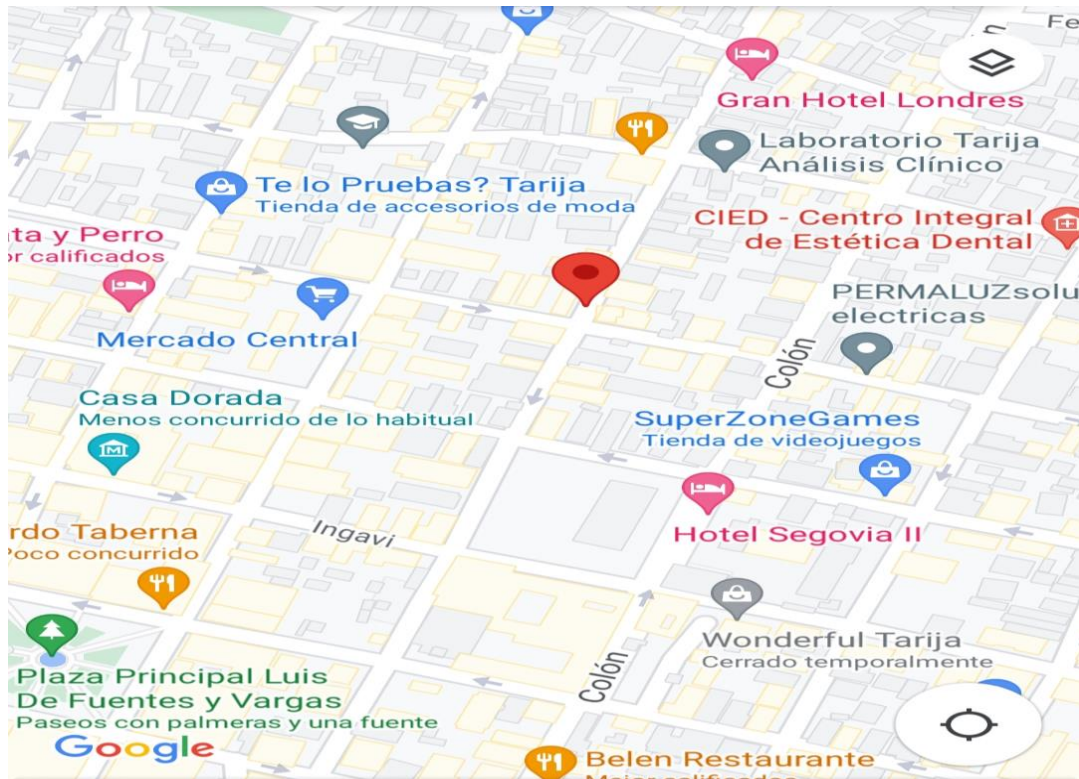 Fe
Gran Hotel Londres
Laboratorio Tarija
Análisis Clínico
Te lo Pruebas? Tarija
Tienda de accesorios de moda
CIED - Centro Integral
de Estética Dental
ata y Perro
or calificados
PERMALUZsolu
electricas
Mercado Central
Colón
Casa Dorada
Menos concurrido de lo habitual
SuperZoneGames
Tienda de videojuegos
Ingavi
Hotel Segovia II
rdo Taberna
Poco concurrido
Wonderful Tarija
Cerrado temporalmente
Colón
Plaza Principal Luis
De Fuentes y Vargas
Paseos con palmeras y una fuente
Google
Belen Restaurante